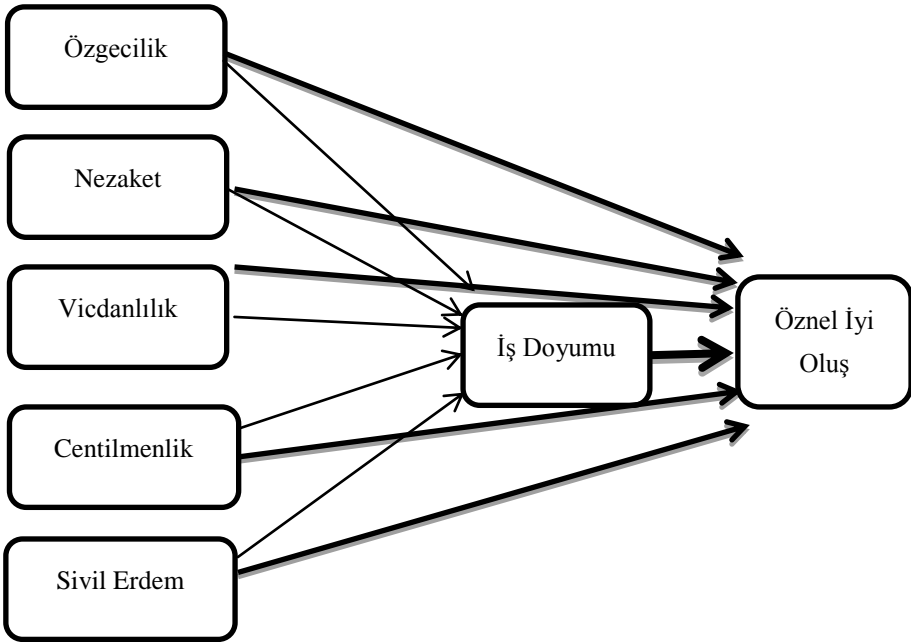 Özgecilik
Nezaket
Vicdanlılık
İş Doyumu
Öznel İyi
Oluş
Centilmenlik
Sivil Erdem